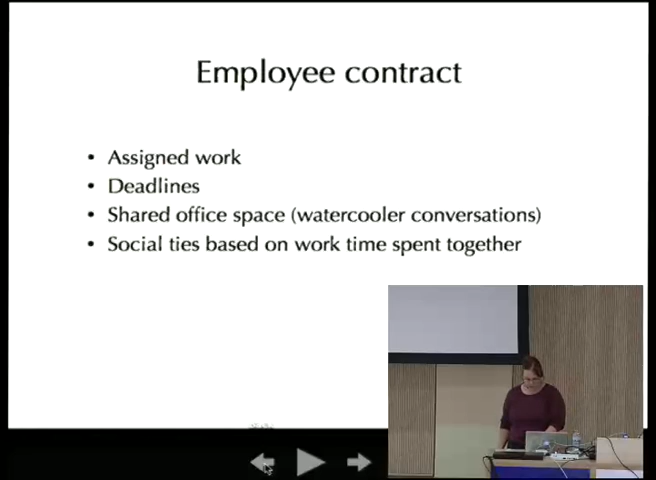 Employee contract
• Assigned work
• Deadlines
• Shared office space (watercooler conversations)
• Social ties based on work time spent together